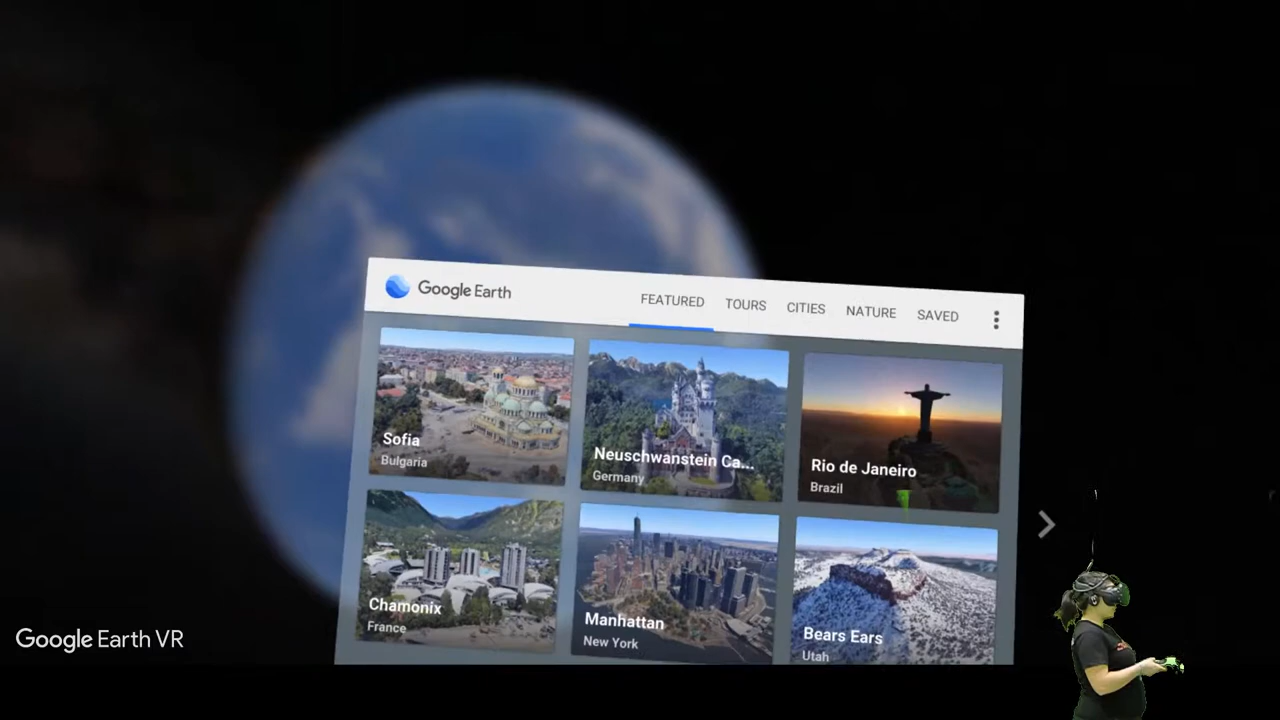 Google Earth
FEATURED
TOURS
CITIES
NATURE
SAVED
Sofia
Bulgaria
Neuschwanstein Ca...
Germany
Rio de Janeiro
Brazil
Chamonix
France
Manhattan
New York
Bears Ears
Utah
Google Earth VR